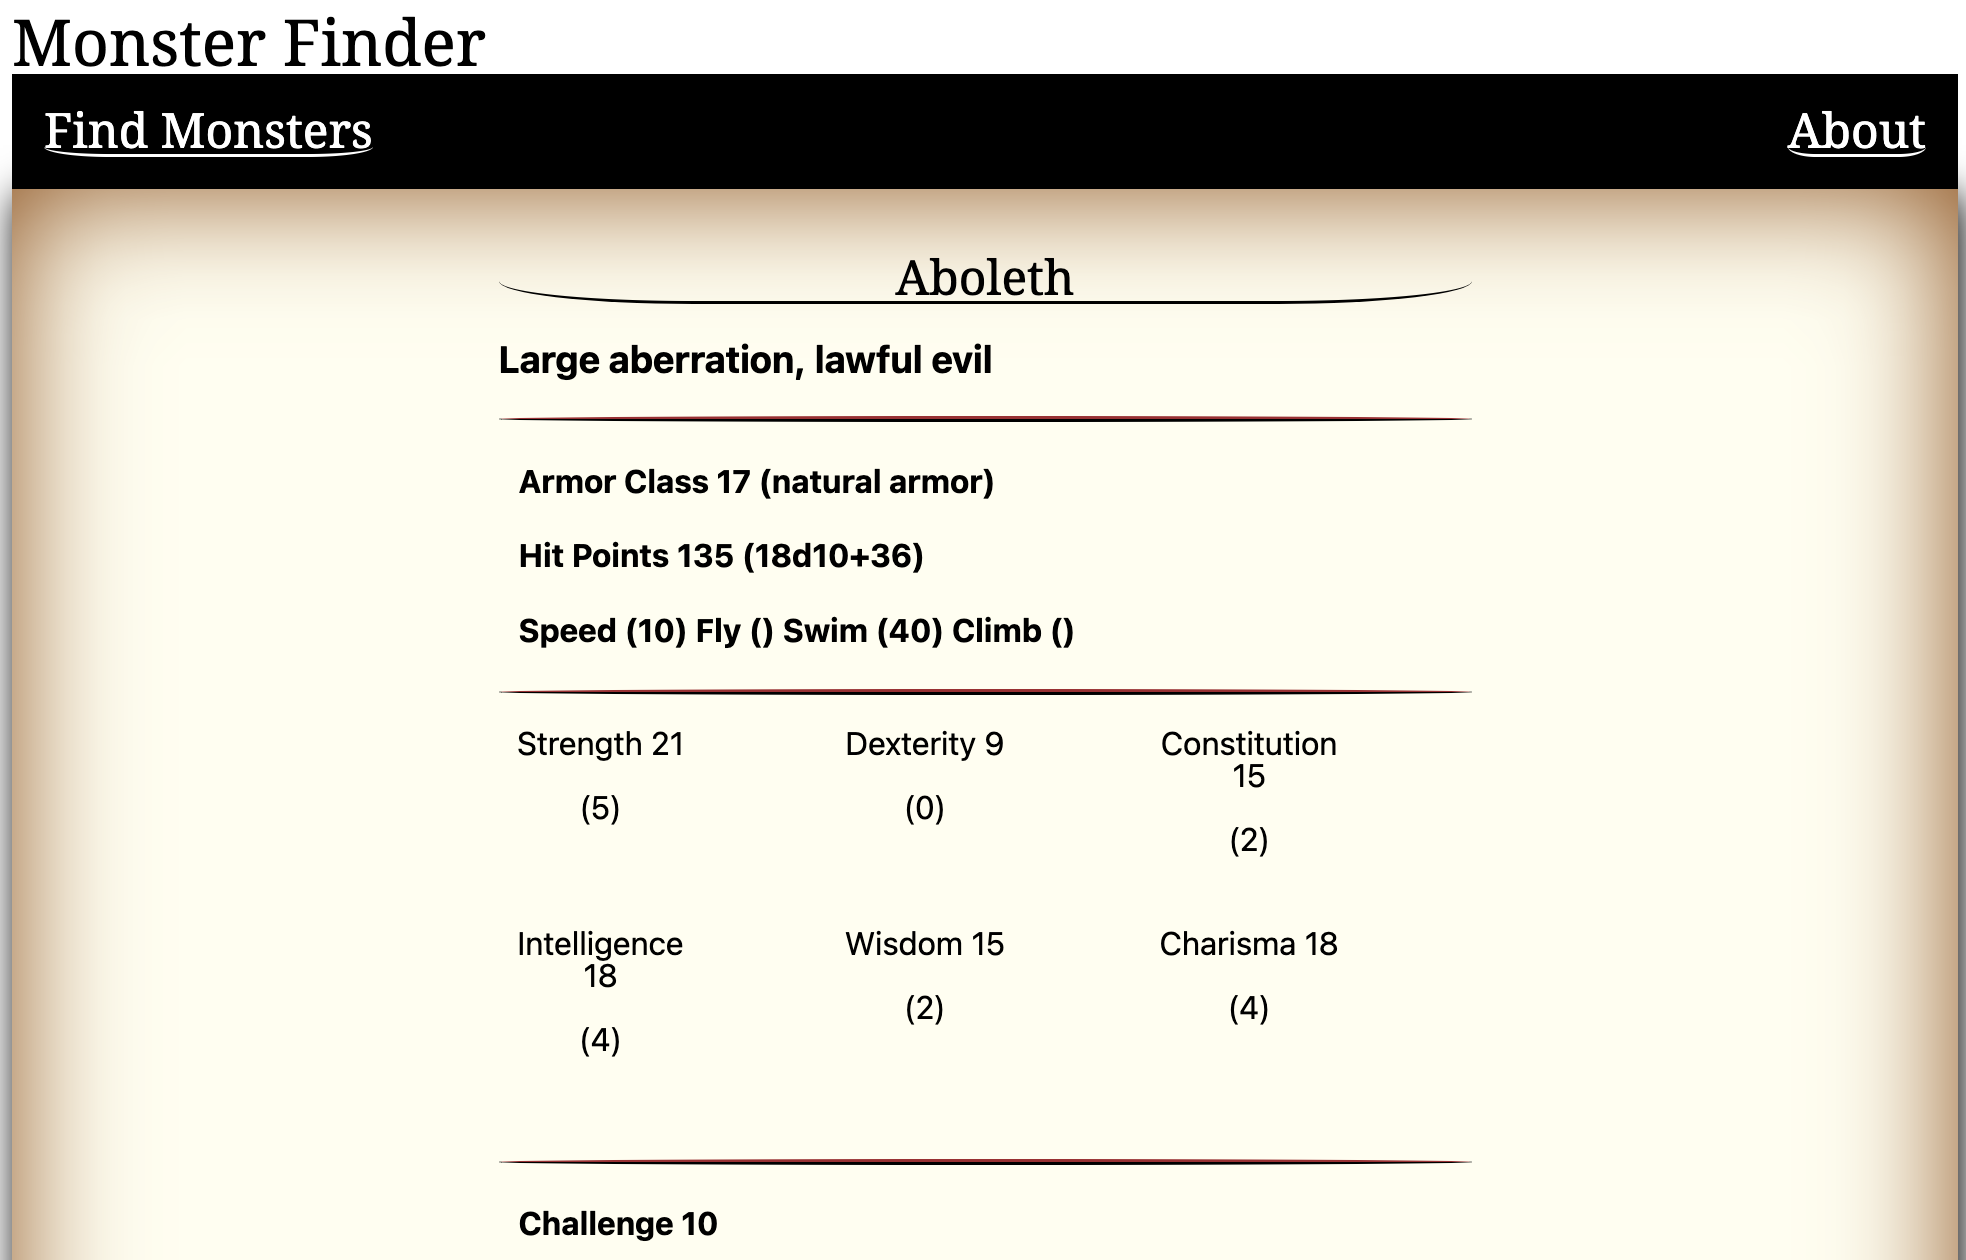 Monster Finder
Find Monsters
About
Aboleth
Large aberration, lawful evil
Armor Class 17 (natural armor)
Hit Points 135 (18d10+36)
Speed (10) Fly () Swim (40) Climb ()
Strength 21
(5)
Dexterity 9
(0)
Constitution
15
(2)
Intelligence
18
(4)
Wisdom 15
(2)
Charisma 18
(4)
Challenge 10